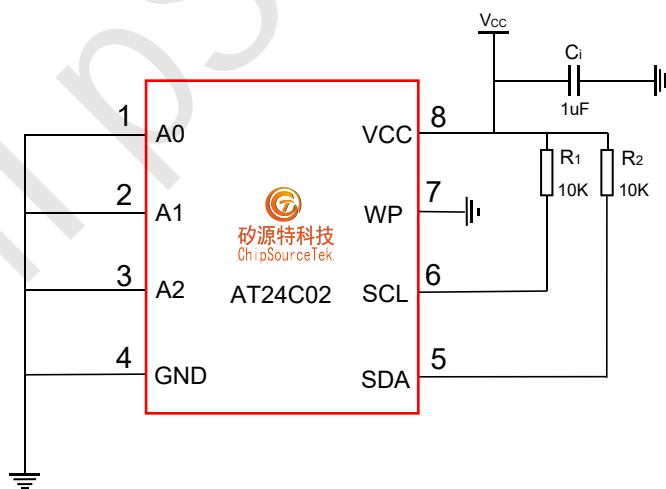 Vcc
Ci
1uF
1
A0
8
VCC
R1
10K
R2
10K
2
A1
7
WP
矽源特科技
ChipSourceTek
3
A2
AT24C02
6
SCL
4
GND
5
SDA